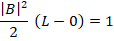 |B|²/2 (L−0) = 1